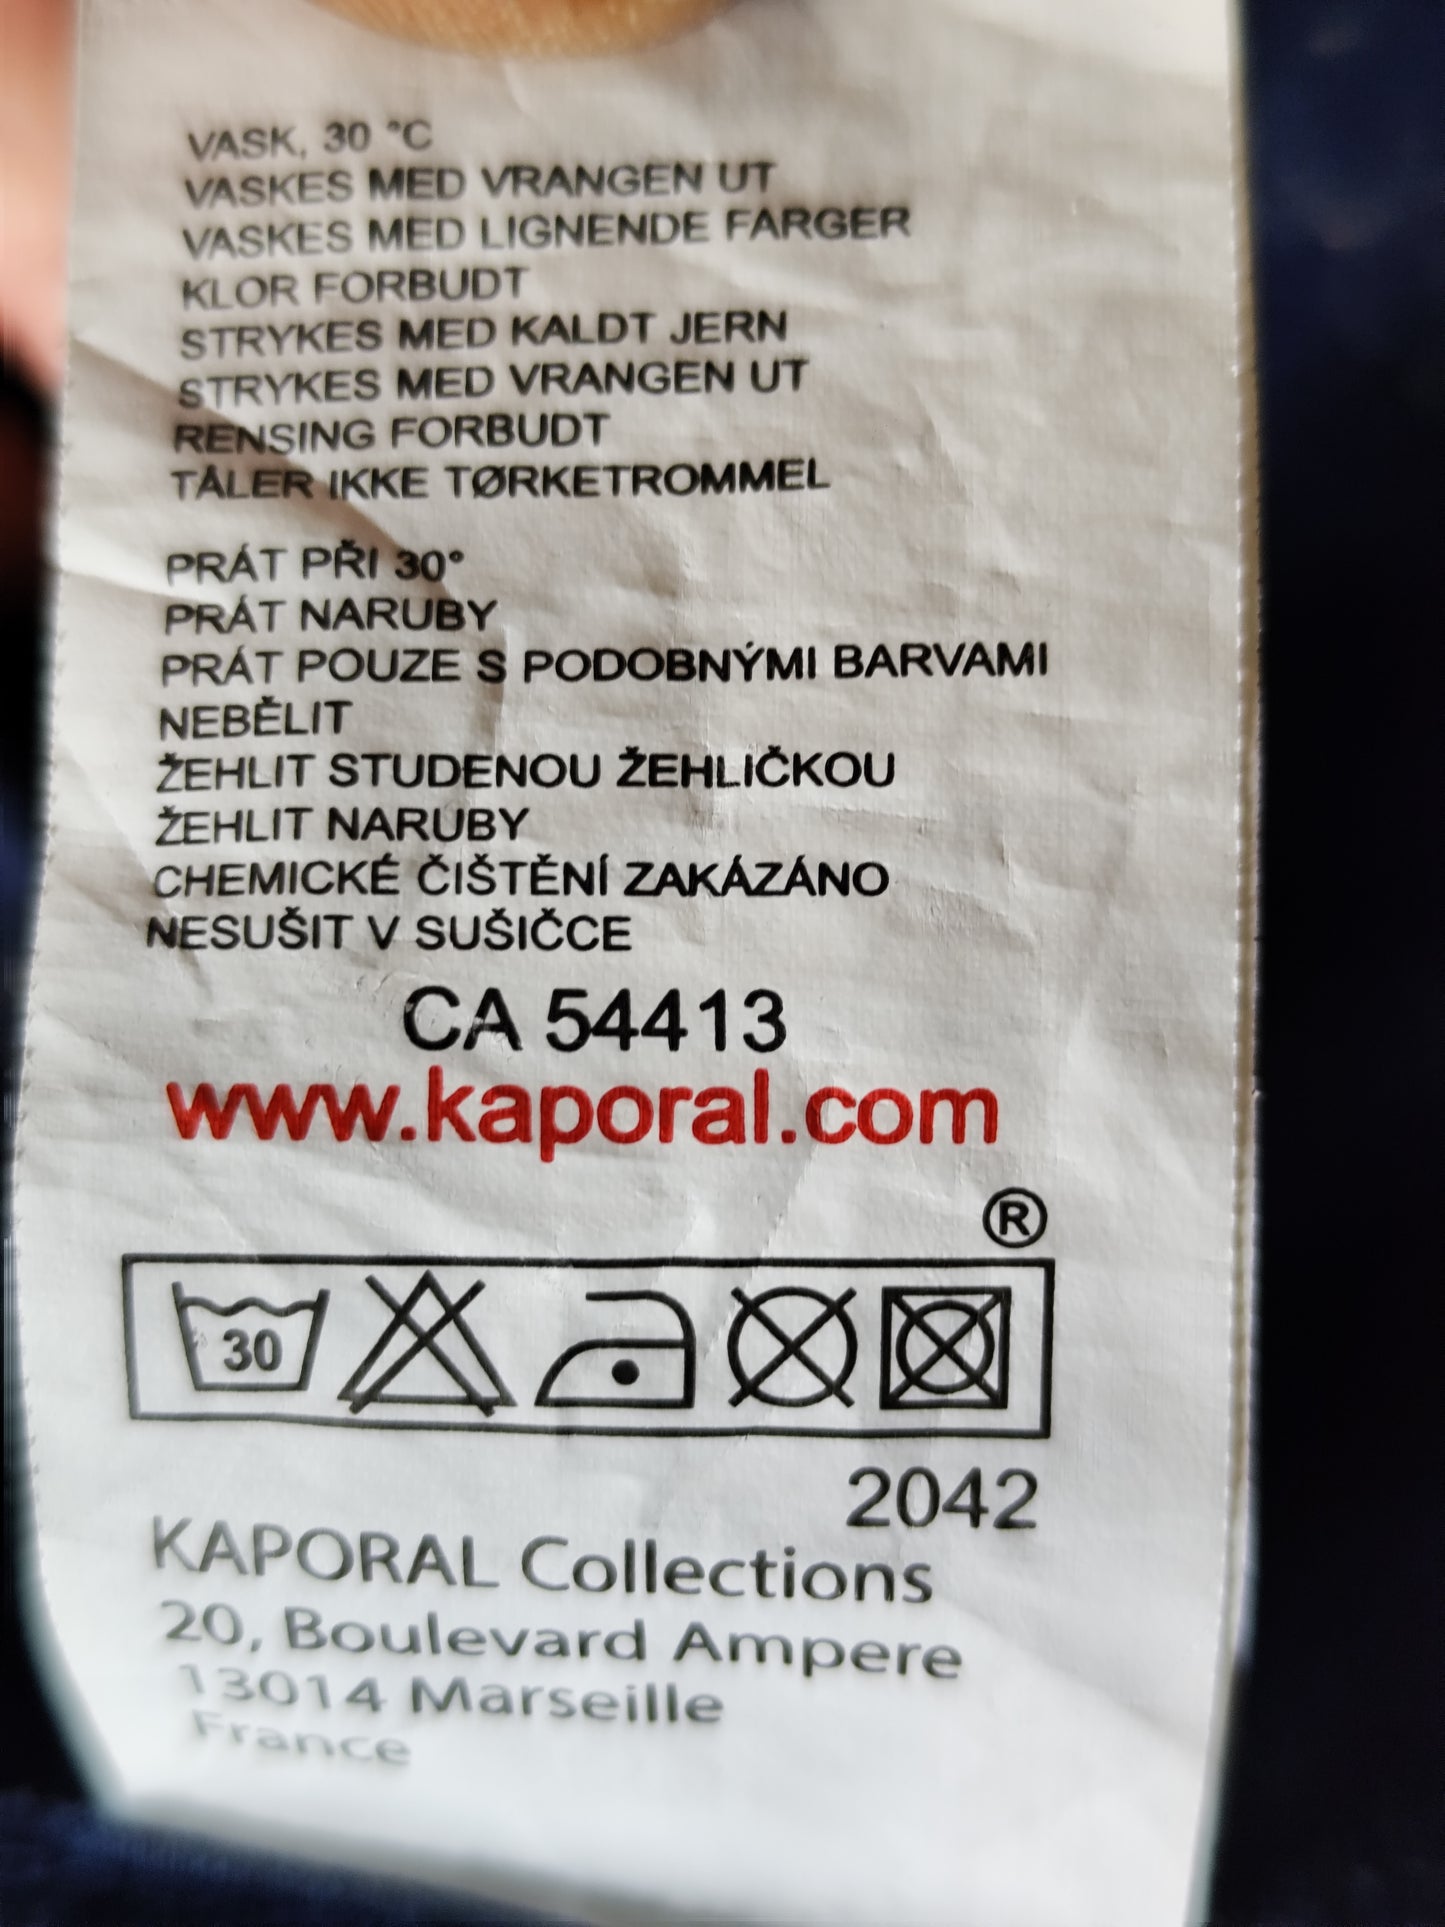 VASK, 30 °C
VASKES MED VRANGEN UT
VASKES MED LIGNENDE FARGER
KLOR FORBUDT
STRYKES MED KALDT JERN
STRYKES MED VRANGEN UT
RENSING FORBUDT
TÅLER IKKE TØRKETROMMEL
PRÁT PŘI 30°
PRÁT NARUBY
PRÁT POUZE S PODOBNÝMI BARVAMI
NEBĚLIT
ŽEHLIT STUDENOU ŽEHLIČKOU
ŽEHLIT NARUBY
CHEMICKÉ ČIŠTĚNÍ ZAKÁZÁNO
NESUŠIT V SUŠIČCE
CA 54413
www.kaporal.com
®
30
2042
KAPORAL Collections
20, Boulevard Ampere
13014 Marseille
France